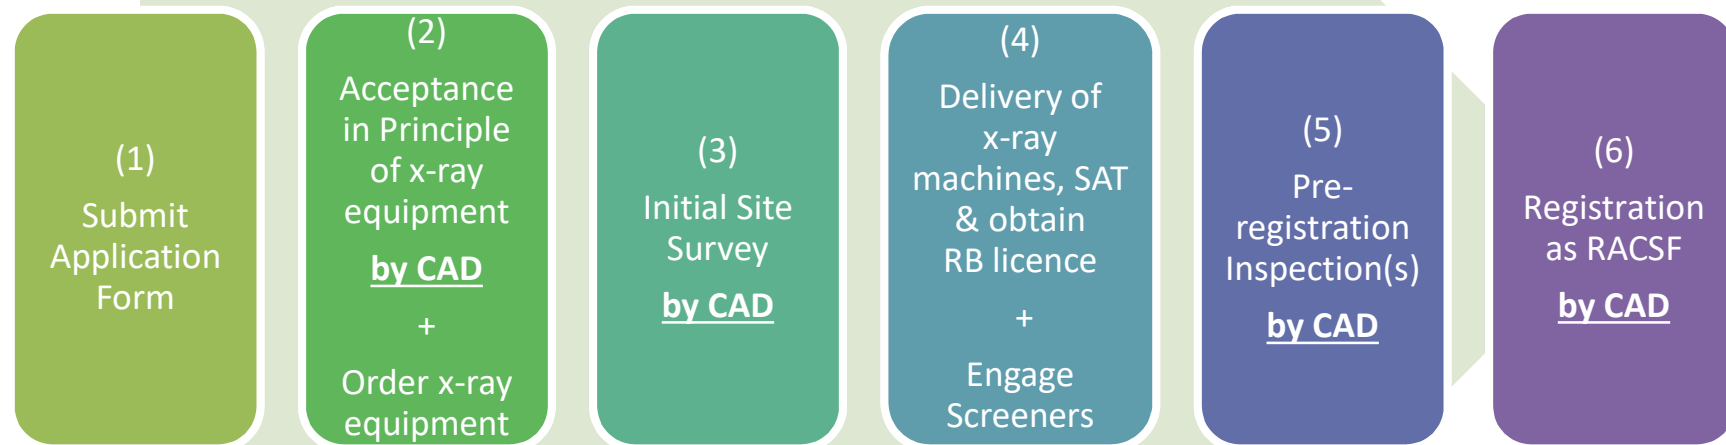 (1)
Submit
Application
Form
(2)
Acceptance
in Principle
of x-ray
equipment
by CAD
+
Order x-ray
equipment
(3)
Initial Site
Survey
by CAD
(4)
Delivery of
x-ray
machines, SAT
& obtain
RB licence
+
Engage
Screeners
(5)
Pre-
registration
Inspection(s)
by CAD
(6)
Registration
as RACSF
by CAD